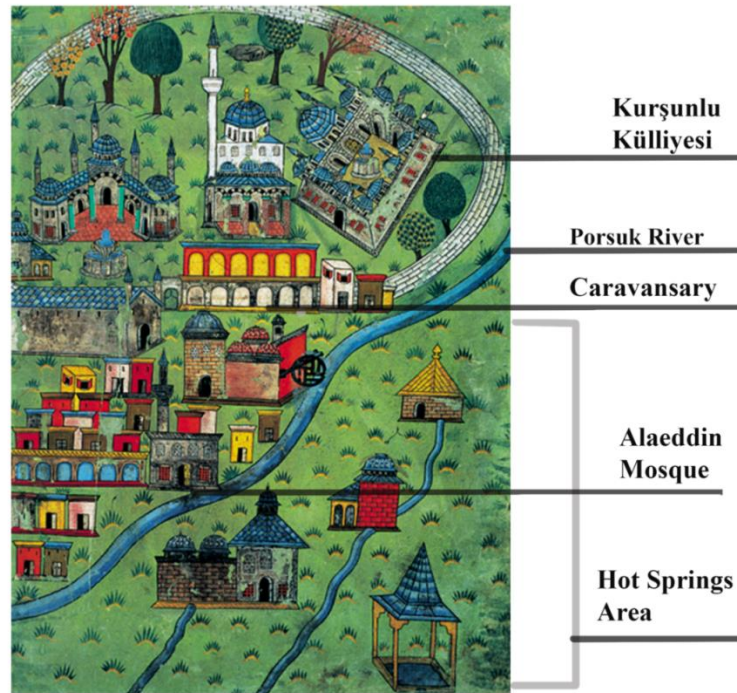 Kurşunlu
Külliyesi
Porsuk River
Caravansary
Alaeddin
Mosque
Hot Springs
Area